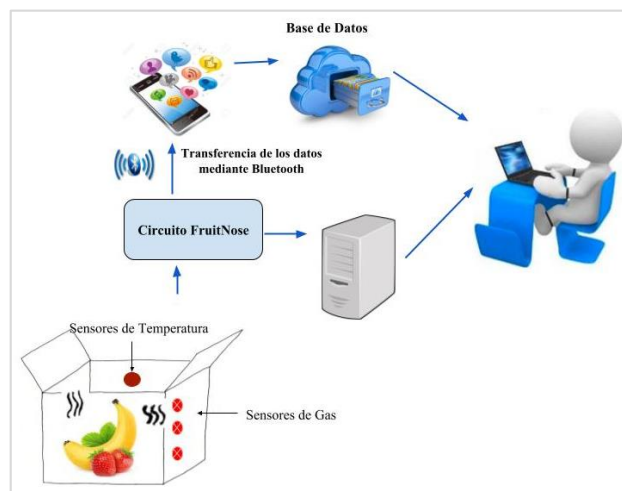 Base de Datos
Transferencia de los datos
mediante Bluetooth
Circuito FruitNose
Sensores de Temperatura
Sensores de Gas